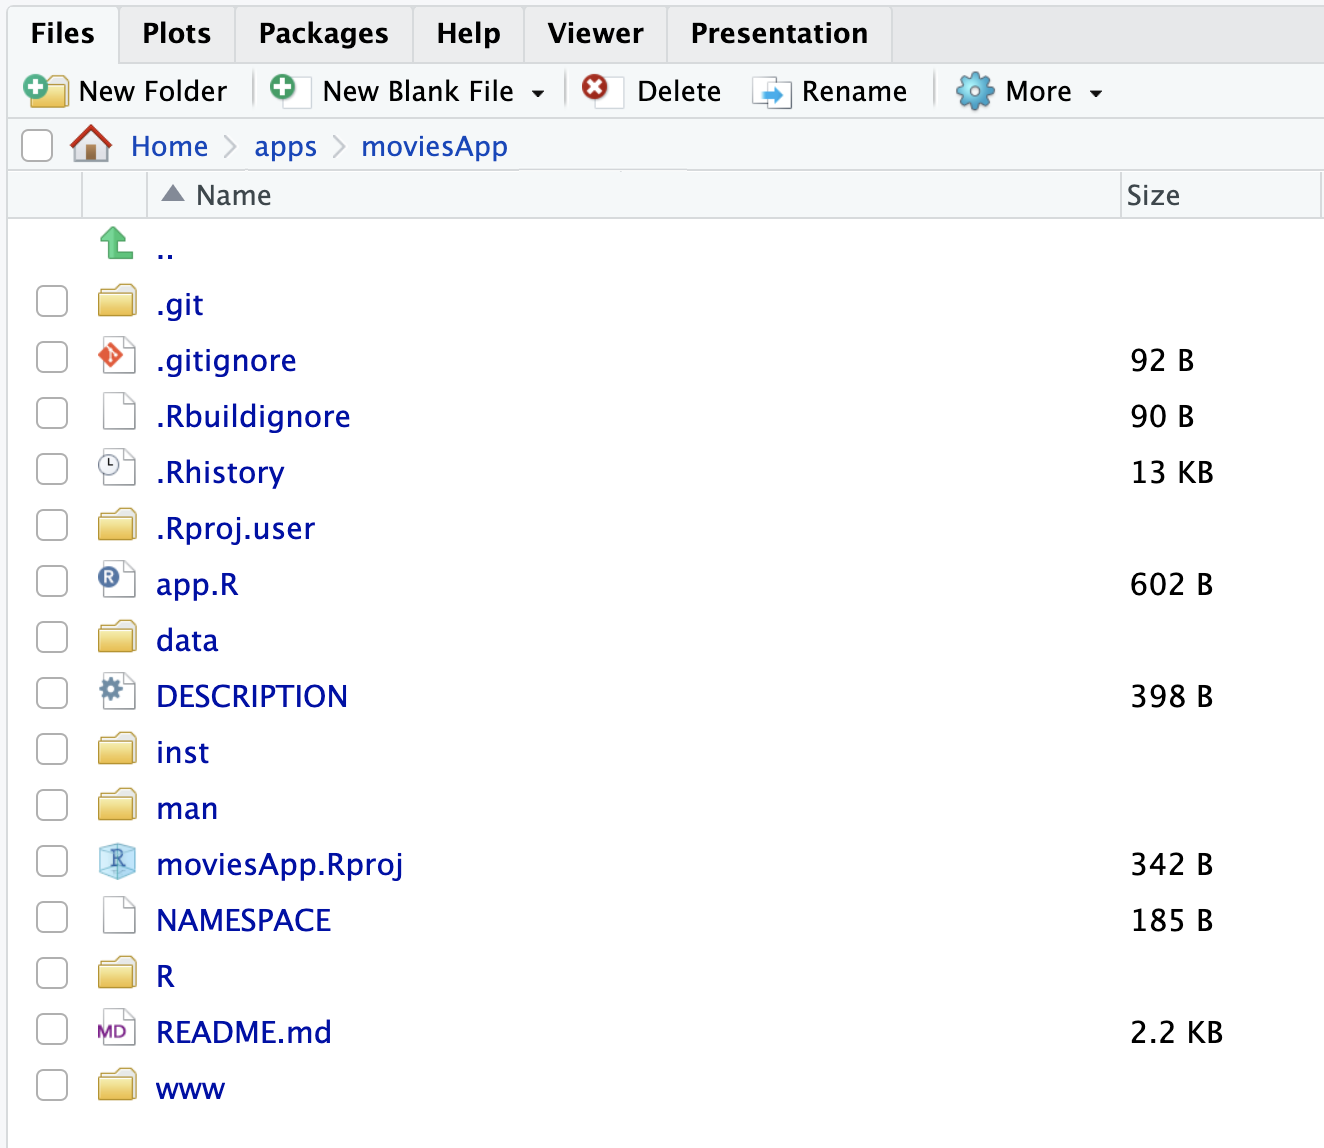 Files Plots Packages Help Viewer Presentation
New Folder New Blank File Delete Rename More
Home apps moviesApp
Name Size
..
.git
.gitignore 92 B
.Rbuildignore 90 B
.Rhistory 13 KB
.Rproj.user
app.R 602 B
data
DESCRIPTION 398 B
inst
man
moviesApp.Rproj 342 B
NAMESPACE 185 B
R
README.md 2.2 KB
www